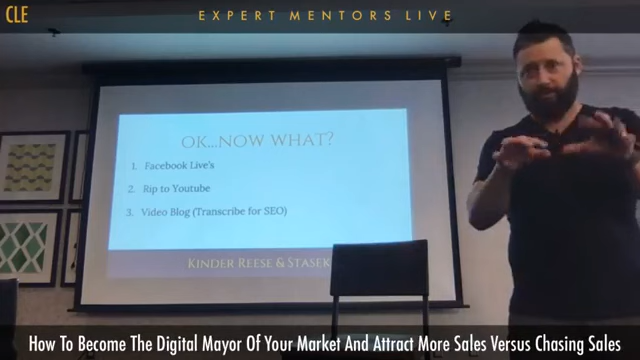 CLE
EXPERT MENTORS LIVE
OK...NOW WHAT?
1. Facebook Live's
2. Rip to Youtube
3. Video Blog (Transcribe for SEO)
KINDER REESE & STASEK
How To Become The Digital Mayor Of Your Market And Attract More Sales Versus Chasing Sales